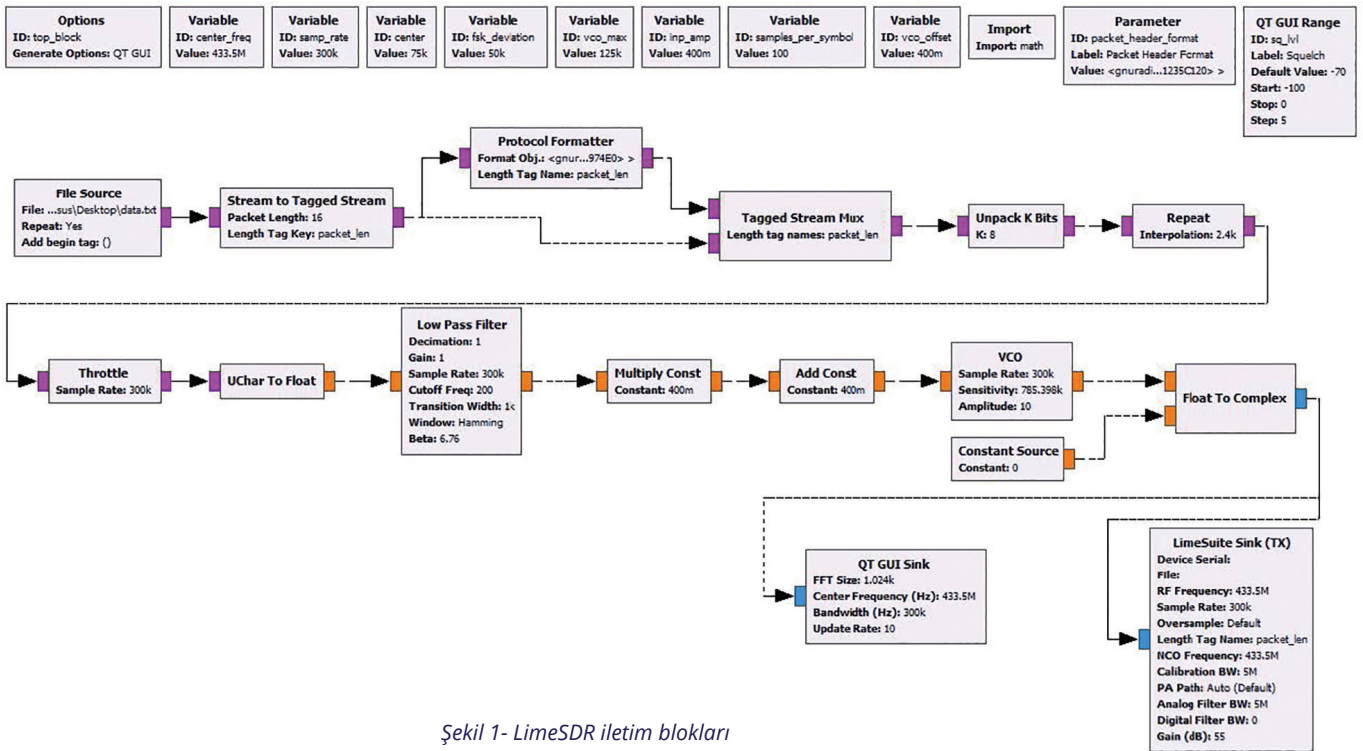 Options
ID: top_block
Generate Options: QT GUI
Variable
ID: center_freq
Value: 433.5M
Variable
ID: samp_rate
Value: 300k
Variable
ID: center
Value: 75k
Variable
ID: fsk_deviation
Value: 50k
Variable
ID: vco_max
Value: 125k
Variable
ID: inp_amp
Value: 400m
Variable
ID: samples_per_symbol
Value: 100
Variable
ID: vco_offset
Value: 400m
Import
Import: math
Parameter
ID: packet_header_format
Label: Packet Header Format
Value: <gnuradi...1235C120> >
QT GUI Range
ID: sq_lvl
Label: Squelch
Default Value: -70
Start: -100
Stop: 0
Step: 5
File Source
File: ...sus\Desktop\data.txt
Repeat: Yes
Add begin tag: ()
Stream to Tagged Stream
Packet Length: 16
Length Tag Key: packet_len
Protocol Formatter
Format Obj.: <gnur...974E0> >
Length Tag Name: packet_len
Tagged Stream Mux
Length tag names: packet_len
Unpack K Bits
K: 8
Repeat
Interpolation: 2.4k
Throttle
Sample Rate: 300k
UChar To Float
Low Pass Filter
Decimation: 1
Gain: 1
Sample Rate: 300k
Cutoff Freq: 200
Transition Width: 1k
Window: Hamming
Beta: 6.76
Multiply Const
Constant: 400m
Add Const
Constant: 400m
VCO
Sample Rate: 300k
Sensitivity: 785.398k
Amplitude: 10
Constant Source
Constant: 0
Float To Complex
QT GUI Sink
FFT Size: 1.024k
Center Frequency (Hz): 433.5M
Bandwidth (Hz): 300k
Update Rate: 10
LimeSuite Sink (TX)
Device Serial:
File:
RF Frequency: 433.5M
Sample Rate: 300k
Oversample: Default
Length Tag Name: packet_len
NCO Frequency: 433.5M
Calibration BW: 5M
PA Path: Auto (Default)
Analog Filter BW: 5M
Digital Filter BW: 0
Gain (dB): 55
Şekil 1- LimeSDR iletim blokları